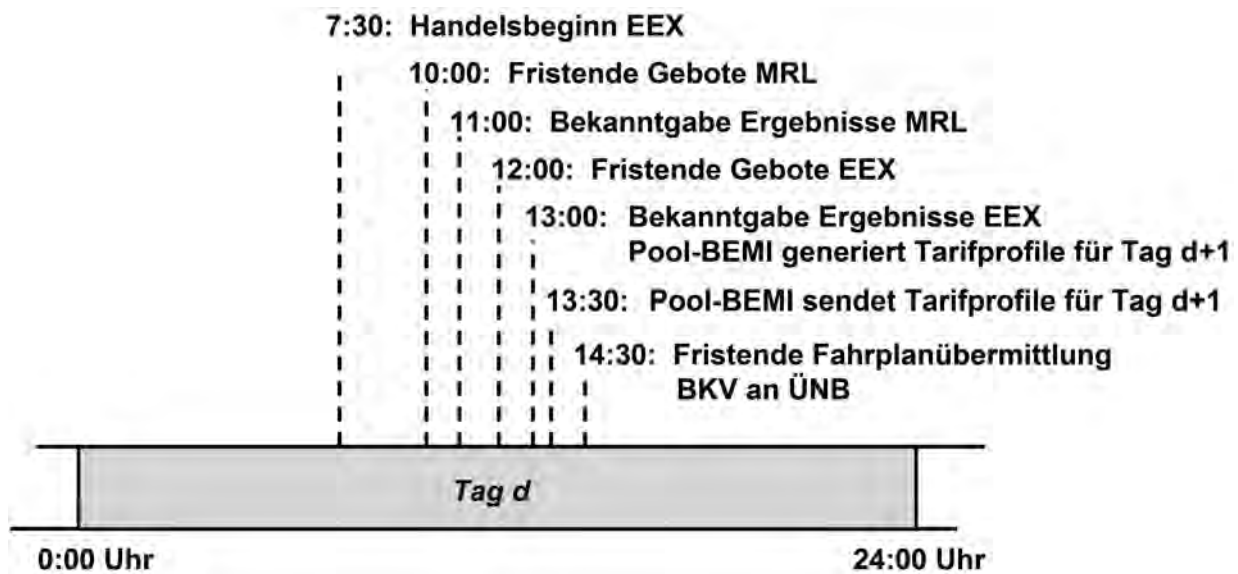 7:30: Handelsbeginn EEX
10:00: Fristende Gebote MRL
11:00: Bekanntgabe Ergebnisse MRL
12:00: Fristende Gebote EEX
13:00: Bekanntgabe Ergebnisse EEX
Pool-BEMI generiert Tarifprofile für Tag d+1
13:30: Pool-BEMI sendet Tarifprofile für Tag d+1
14:30: Fristende Fahrplanübermittlung
BKV an ÜNB
Tag d
0:00 Uhr
24:00 Uhr